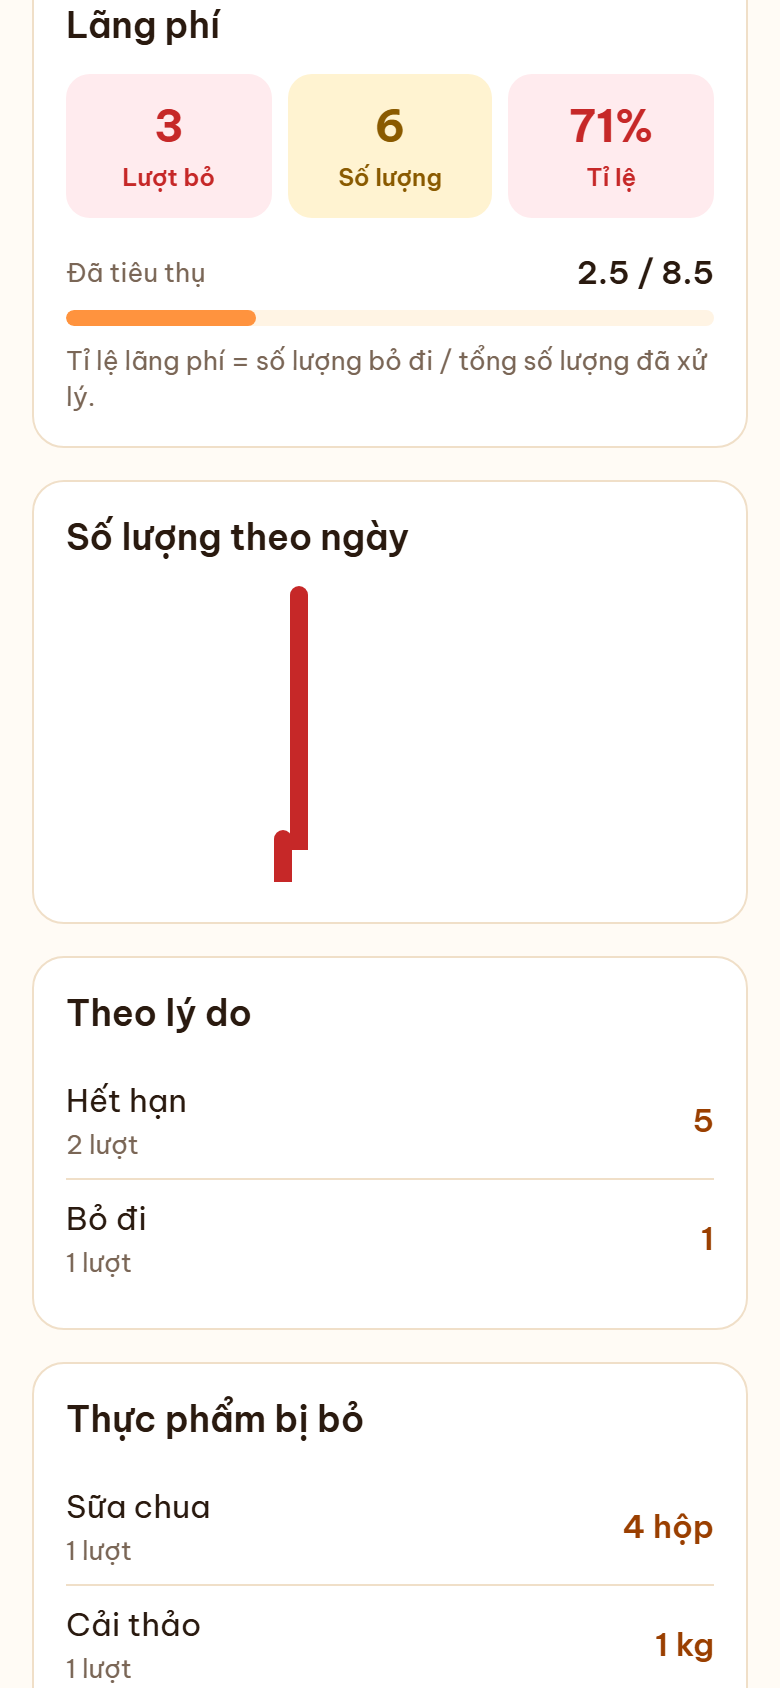 Lãng phí
3
Lượt bỏ
6
Số lượng
71%
Tỉ lệ
Đã tiêu thụ
2.5 / 8.5
Tỉ lệ lãng phí = số lượng bỏ đi / tổng số lượng đã xử
lý.
Số lượng theo ngày
Theo lý do
Hết hạn
2 lượt
5
Bỏ đi
1 lượt
1
Thực phẩm bị bỏ
Sữa chua
1 lượt
4 hộp
Cải thảo
1 lượt
1 kg